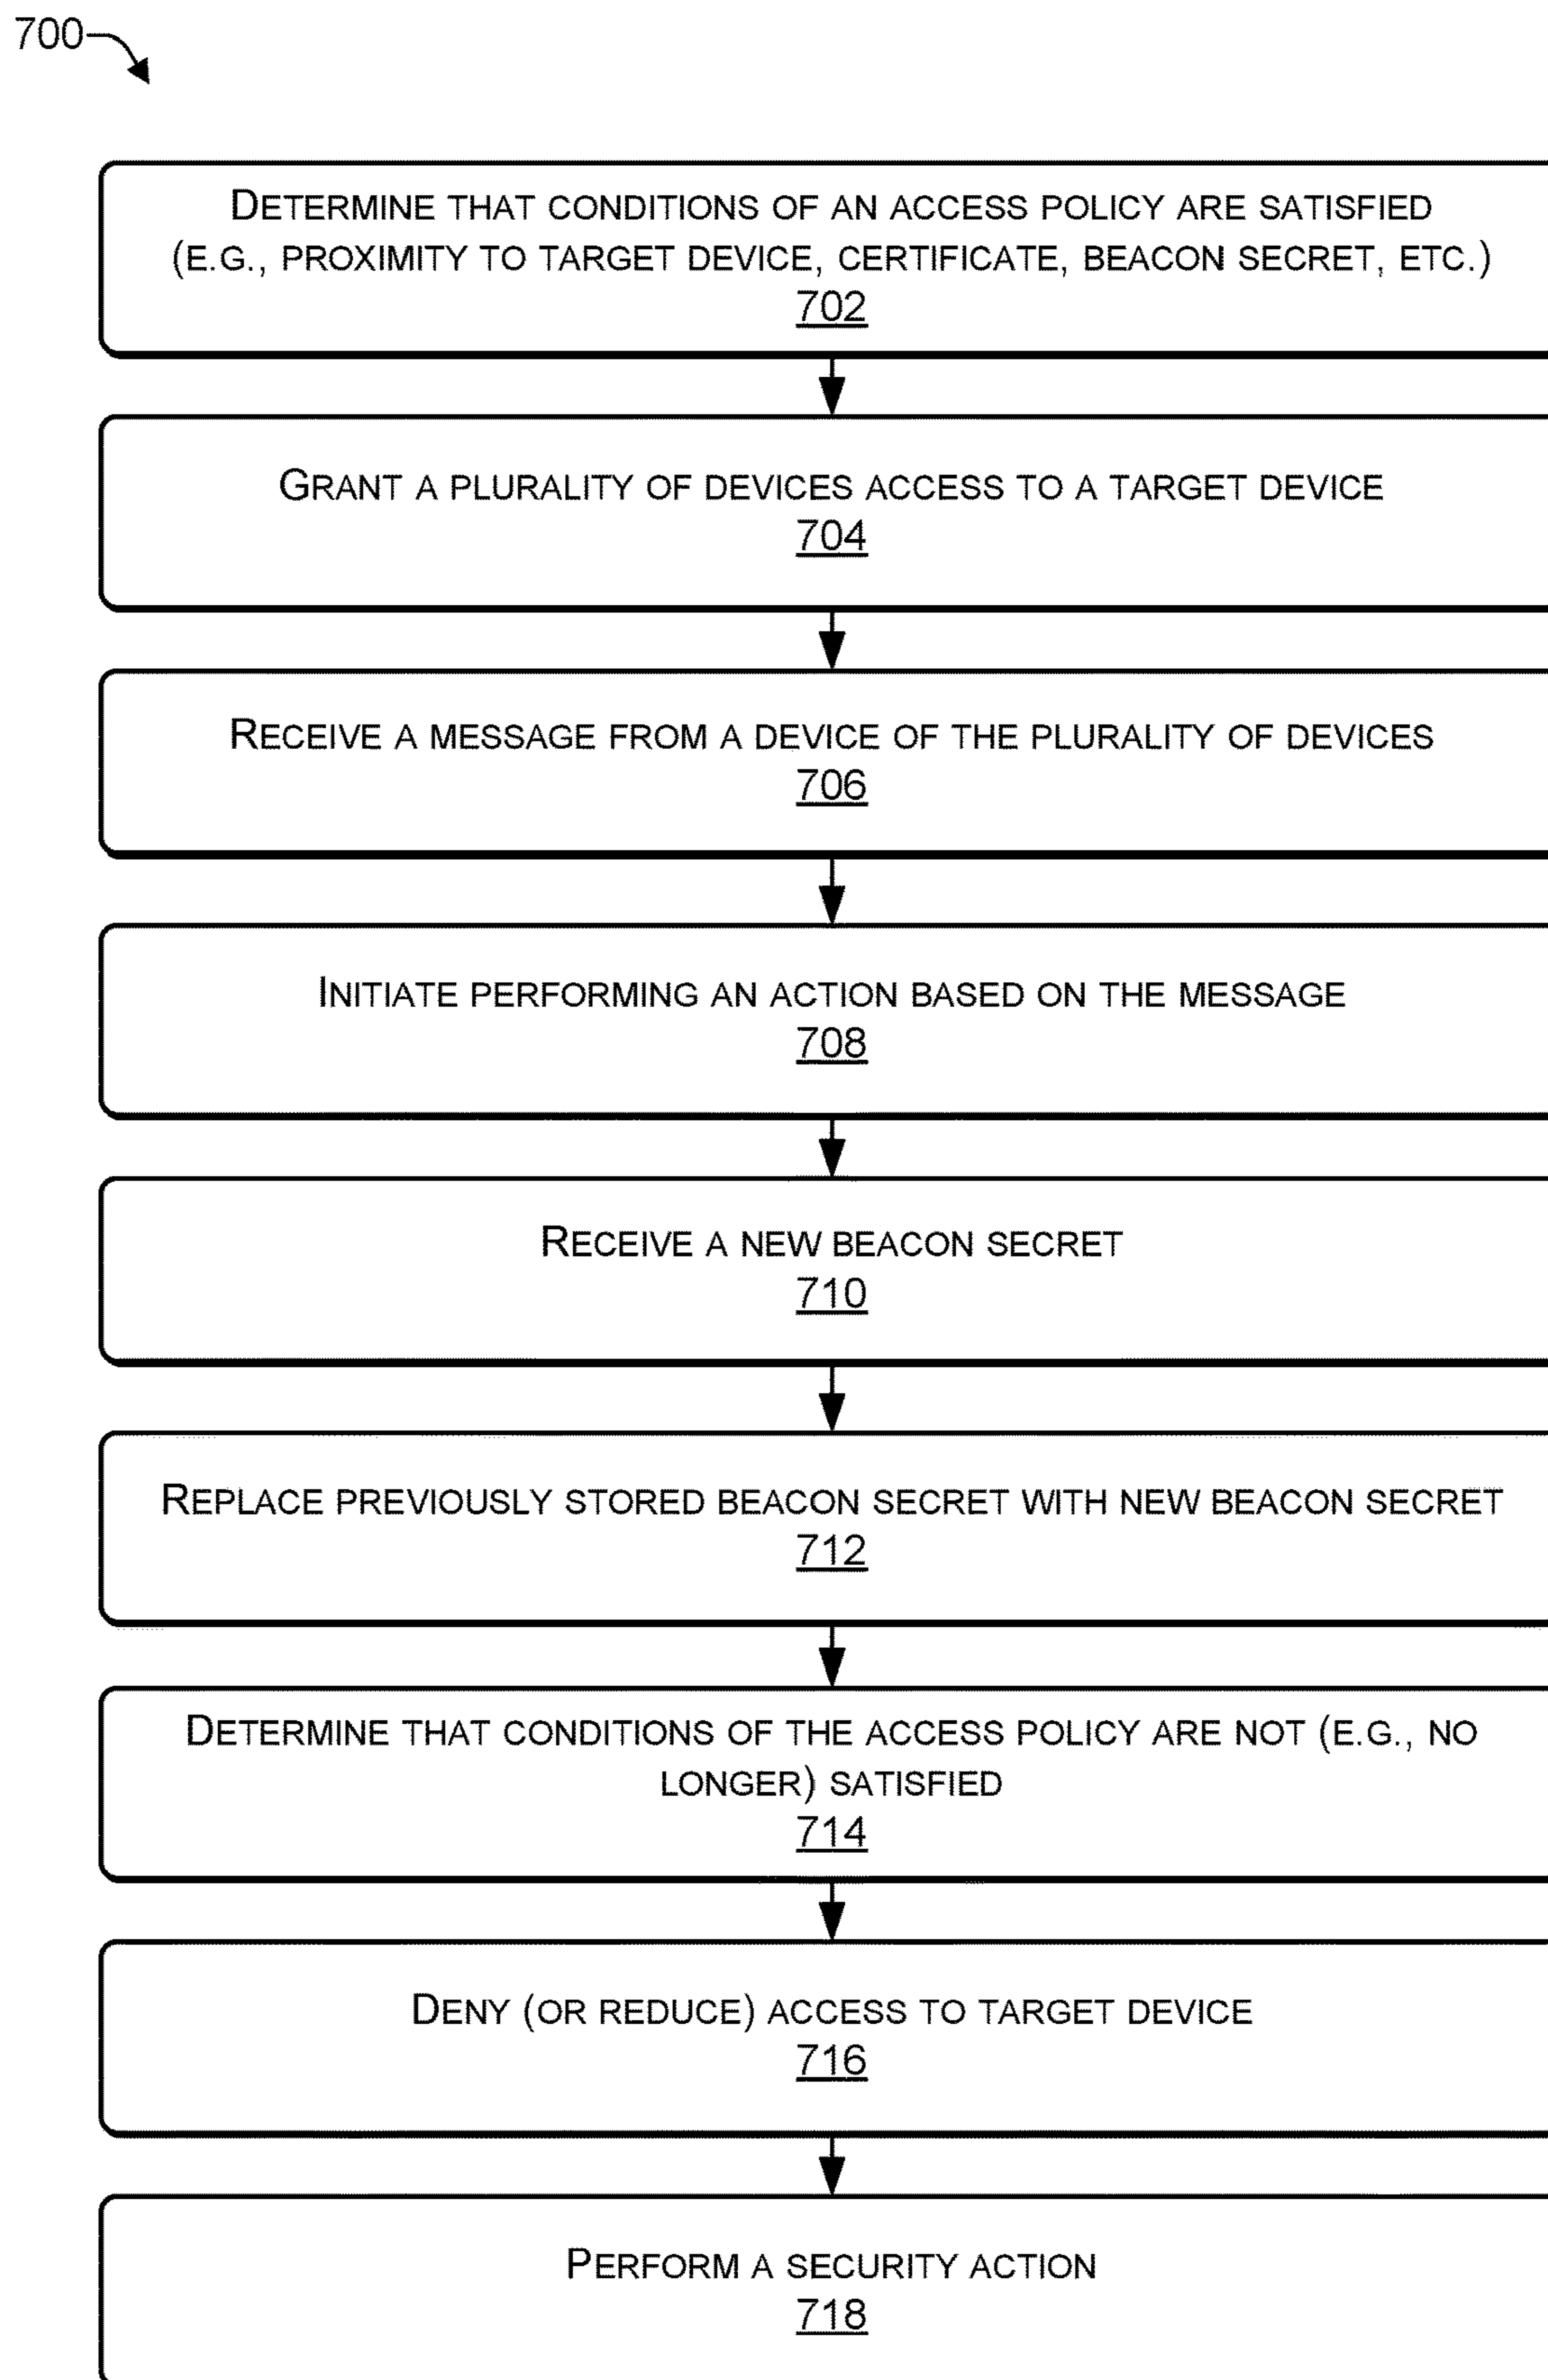 700
DETERMINE THAT CONDITIONS OF AN ACCESS POLICY ARE SATISFIED
(E.G., PROXIMITY TO TARGET DEVICE, CERTIFICATE, BEACON SECRET, ETC.)
702
GRANT A PLURALITY OF DEVICES ACCESS TO A TARGET DEVICE
704
RECEIVE A MESSAGE FROM A DEVICE OF THE PLURALITY OF DEVICES
706
INITIATE PERFORMING AN ACTION BASED ON THE MESSAGE
708
RECEIVE A NEW BEACON SECRET
710
REPLACE PREVIOUSLY STORED BEACON SECRET WITH NEW BEACON SECRET
712
DETERMINE THAT CONDITIONS OF THE ACCESS POLICY ARE NOT (E.G., NO
LONGER) SATISFIED
714
DENY (OR REDUCE) ACCESS TO TARGET DEVICE
716
PERFORM A SECURITY ACTION
718